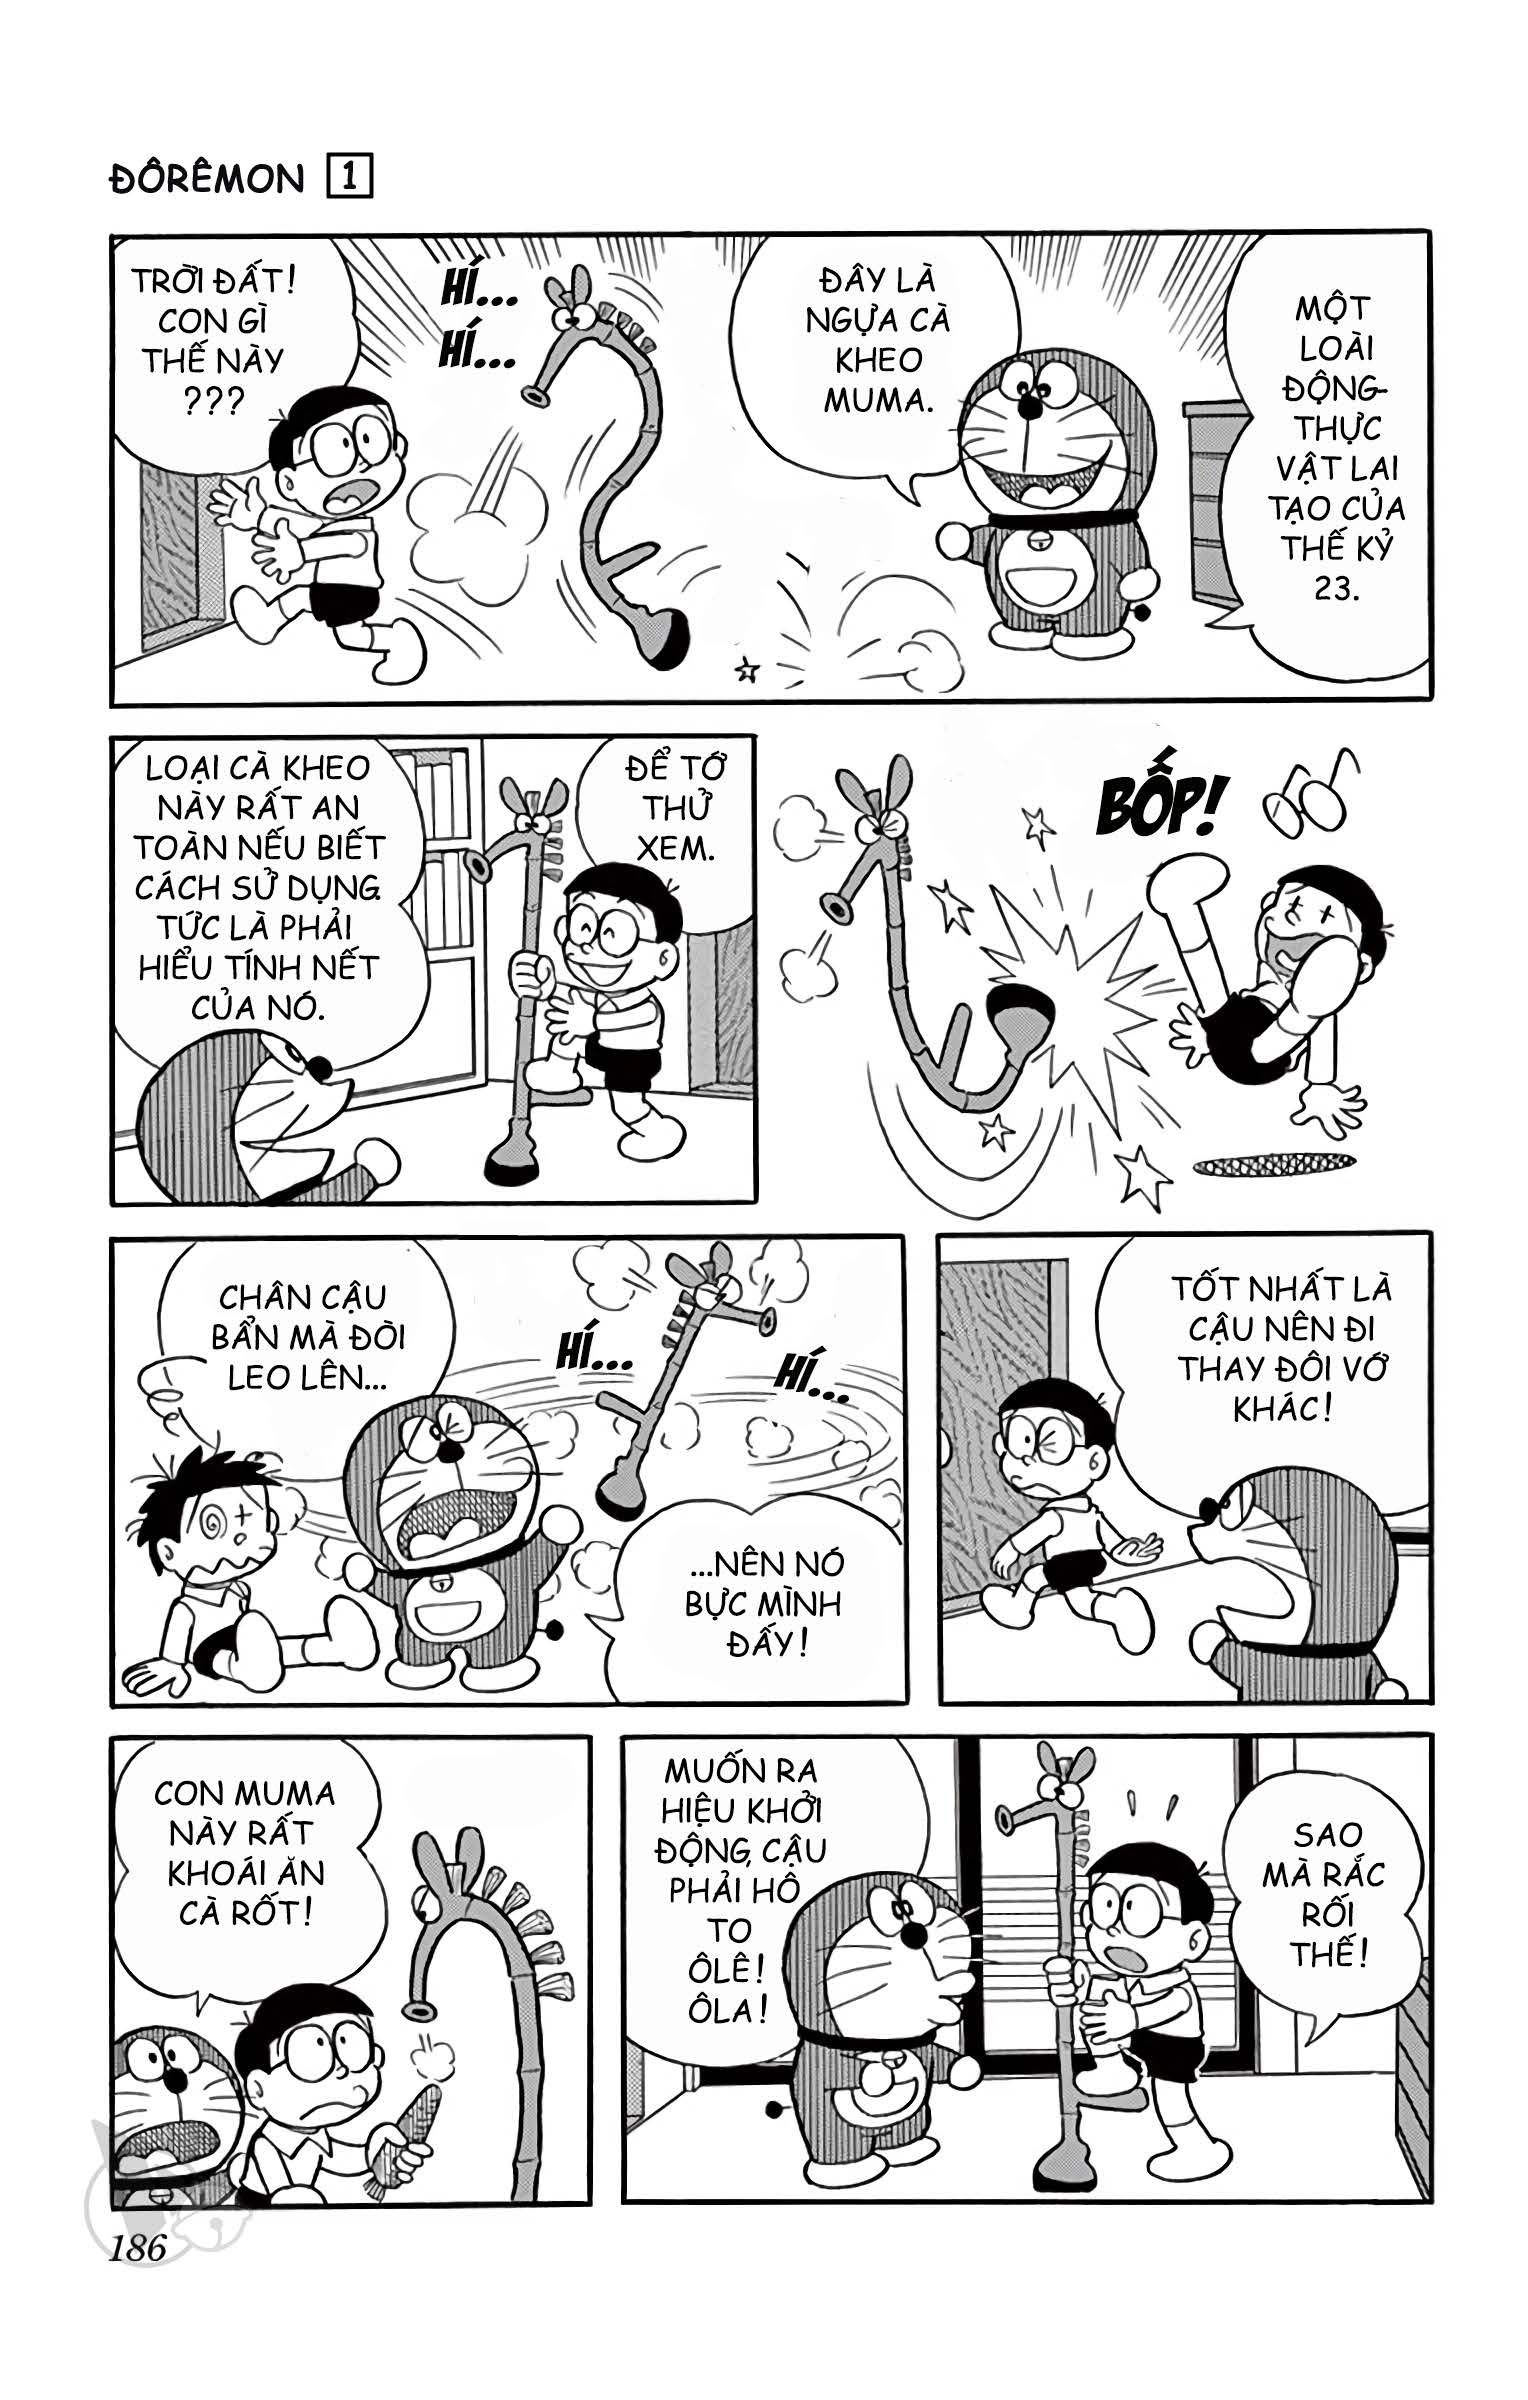 ĐÔRÊMON 1
TRỜI ĐẤT!
CON GÌ
THẾ NÀY
???
HÍ...
HÍ...
ĐÂY LÀ
NGỰA CÀ
KHEO
MUMA.
MỘT
LOÀI
ĐỘNG-
THỰC
VẬT LAI
TẠO CỦA
THẾ KỶ
23.
LOẠI CÀ KHEO
NÀY RẤT AN
TOÀN NẾU BIẾT
CÁCH SỬ DỤNG.
TỨC LÀ PHẢI
HIỂU TÍNH NẾT
CỦA NÓ.
ĐỂ TỚ
THỬ
XEM.
BỐP!
CHÂN CẬU
BẨN MÀ ĐÒI
LEO LÊN...
HÍ...
HÍ...
...NÊN NÓ
BỰC MÌNH
ĐẤY!
TỐT NHẤT LÀ
CẬU NÊN ĐI
THAY ĐÔI VỚ
KHÁC!
CON MUMA
NÀY RẤT
KHOÁI ĂN
CÀ RỐT!
MUỐN RA
HIỆU KHỞI
ĐỘNG, CẬU
PHẢI HÔ
TO
ÔLÊ!
ÔLA!
SAO
MÀ RẮC
RỐI
THẾ!
186